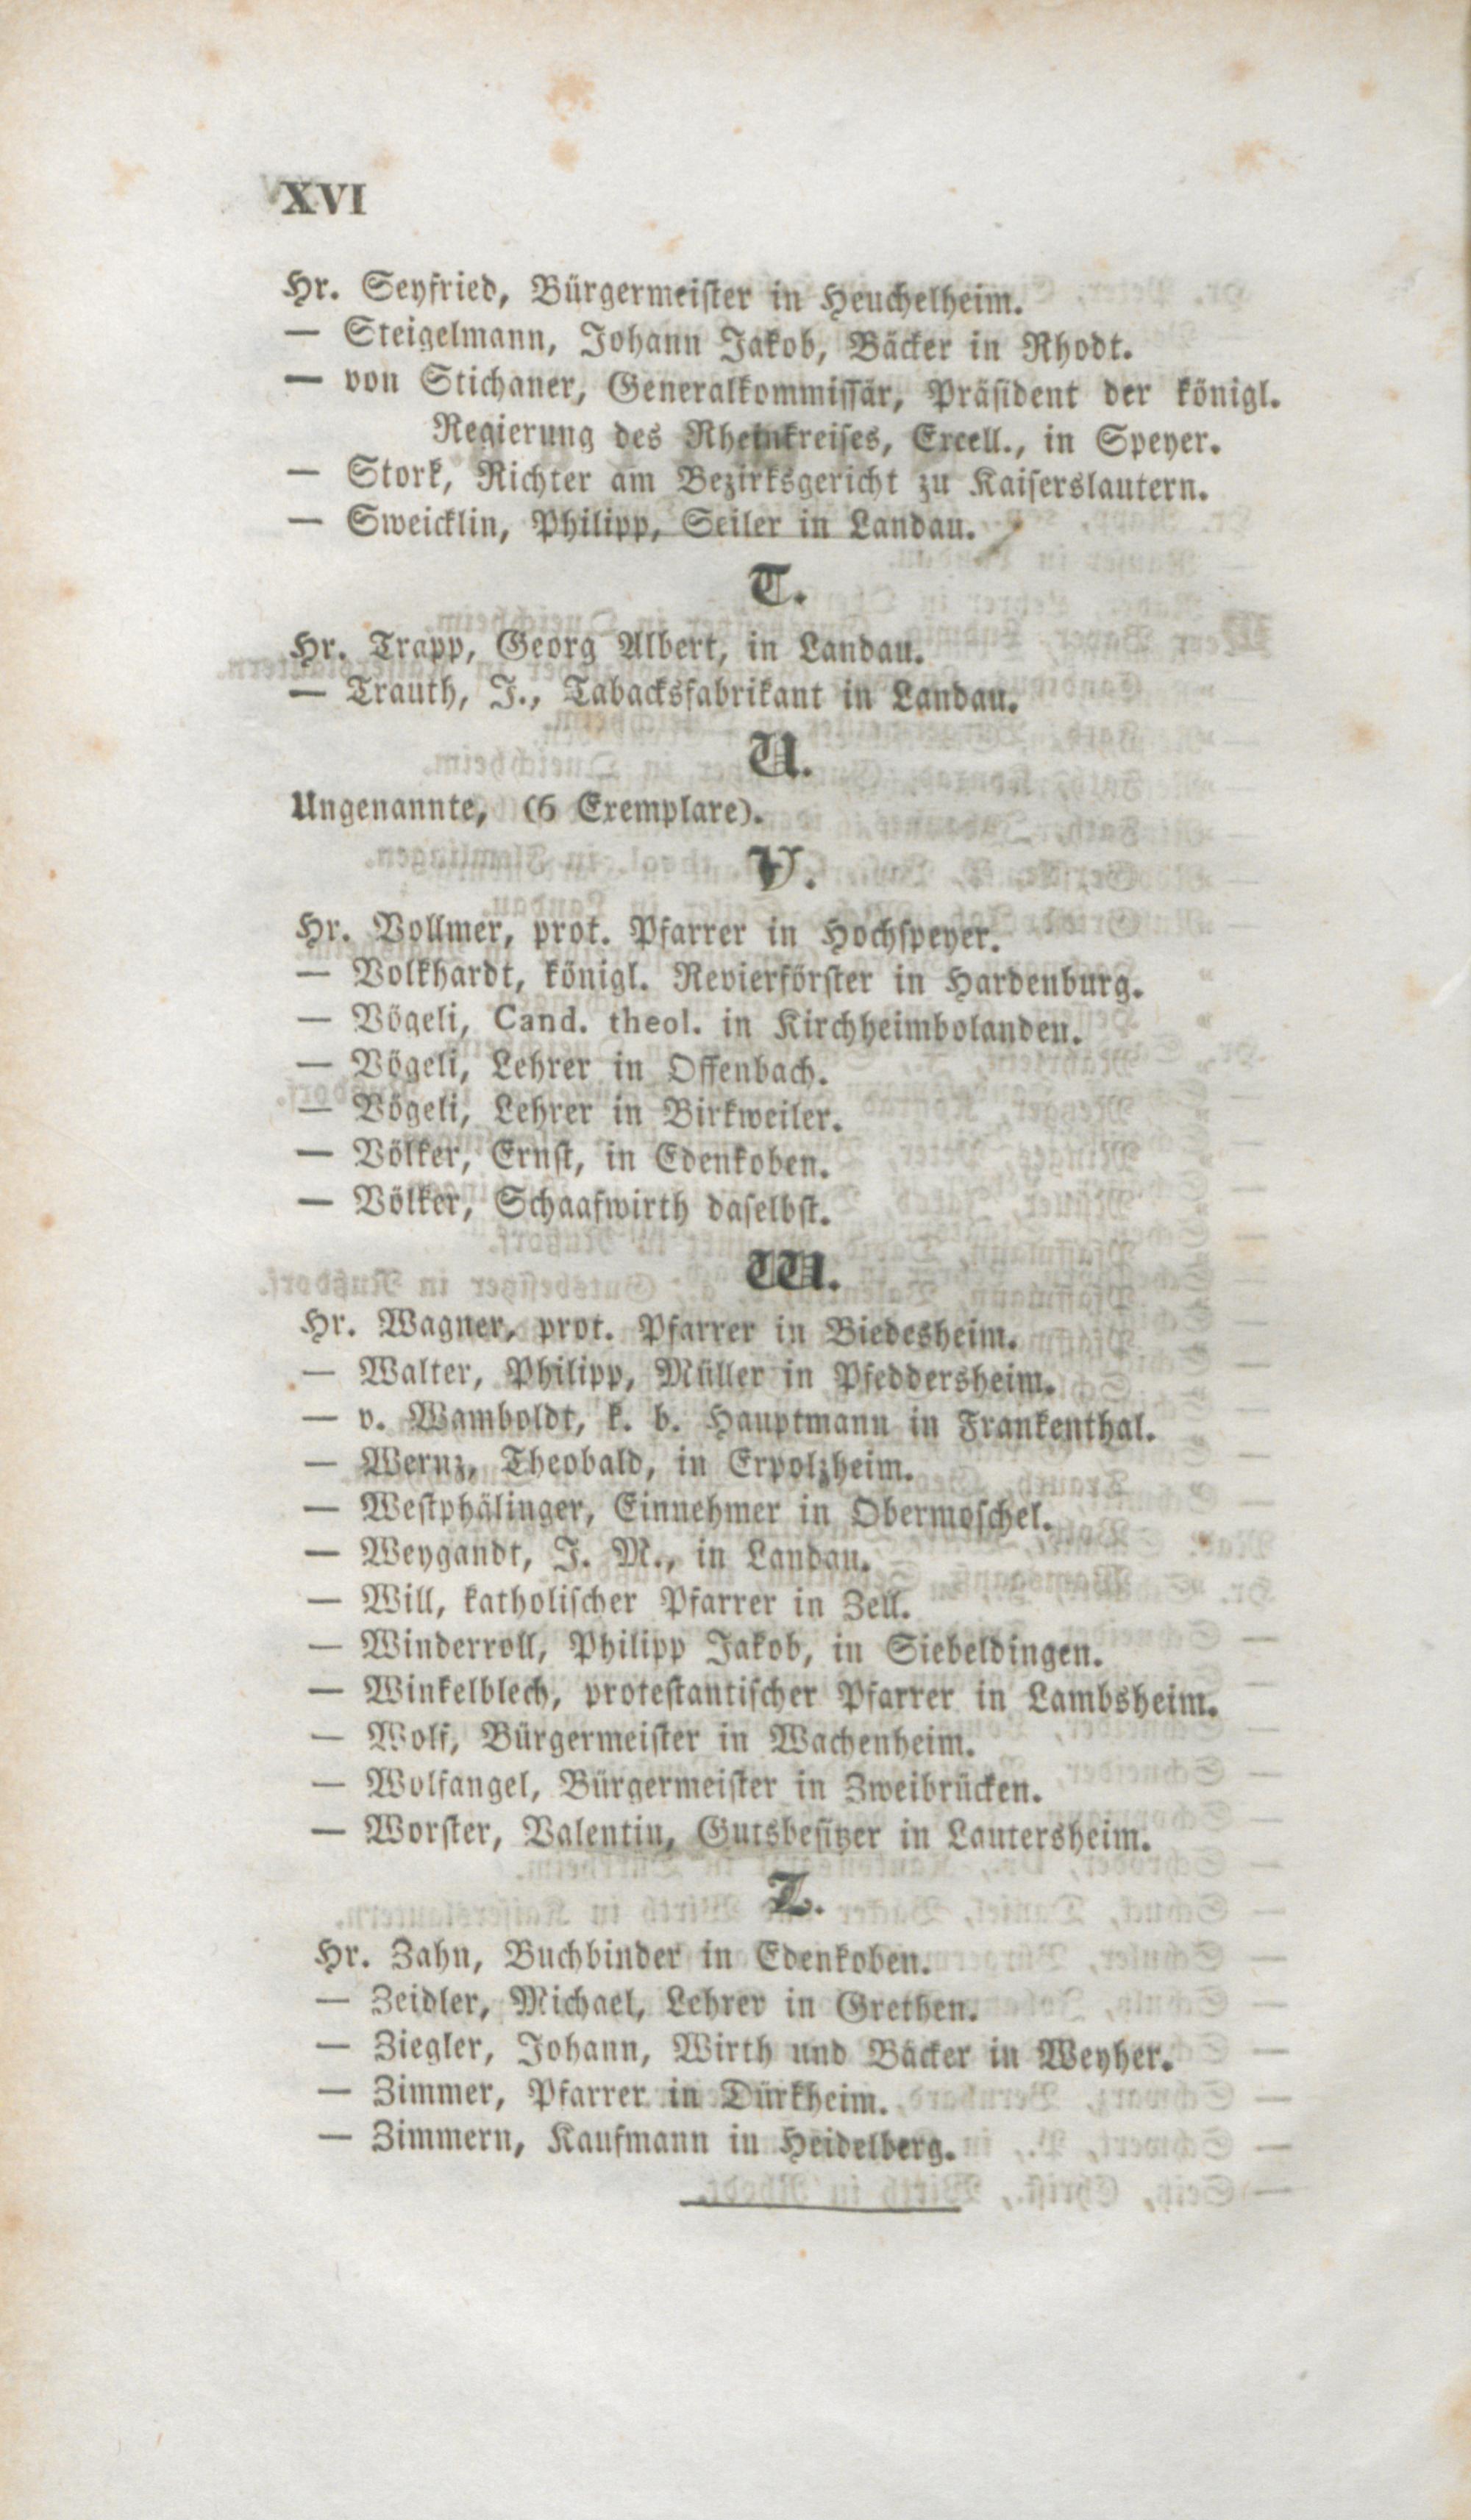 XVI
Hr. Seyfried, Bürgermeister in Heuchelheim.
— Steigelmann, Johann Jakob, Bäcker in Rhodt.
— von Stichaner, Generalkommissär, Präsident der königl.
Regierung des Rheinkreises, Excell., in Speyer.
— Stork, Richter am Bezirksgericht zu Kaiserslautern.
— Sweicklin, Philipp, Seiler in Landau.
T.
Hr. Trapp, Georg Albert, in Landau.
— Trauth, J., Tabacksfabrikant in Landau.
U.
Ungenannte, (6 Exemplare).
V.
Hr. Vollmer, prot. Pfarrer in Hochspeyer.
— Volkhardt, königl. Revierförster in Hardenburg.
— Vögeli, Cand. theol. in Kirchheimbolanden.
— Vögeli, Lehrer in Offenbach.
— Vögeli, Lehrer in Birkweiler.
— Völker, Ernst, in Edenkoben.
— Völker, Schaafwirth daselbst.
W.
Hr. Wagner, prot. Pfarrer in Biedesheim.
— Walter, Philipp, Müller in Pfeddersheim.
— v. Wamboldt, k. b. Hauptmann in Frankenthal.
— Wernz, Theobald, in Erpolzheim.
— Westphälinger, Einnehmer in Obermoschel.
— Weygandt, J. M., in Landau.
— Will, katholischer Pfarrer in Zell.
— Winderroll, Philipp Jakob, in Siebeldingen.
— Winkelblech, protestantischer Pfarrer in Lambsheim.
— Wolf, Bürgermeister in Wachenheim.
— Wolfangel, Bürgermeister in Zweibrücken.
— Worster, Valentin, Gutsbesitzer in Lautersheim.
Z.
Hr. Zahn, Buchbinder in Edenkoben.
— Zeidler, Michael, Lehrer in Grethen.
— Ziegler, Johann, Wirth und Bäcker in Weyher.
— Zimmer, Pfarrer in Dürkheim.
— Zimmern, Kaufmann in Heidelberg.